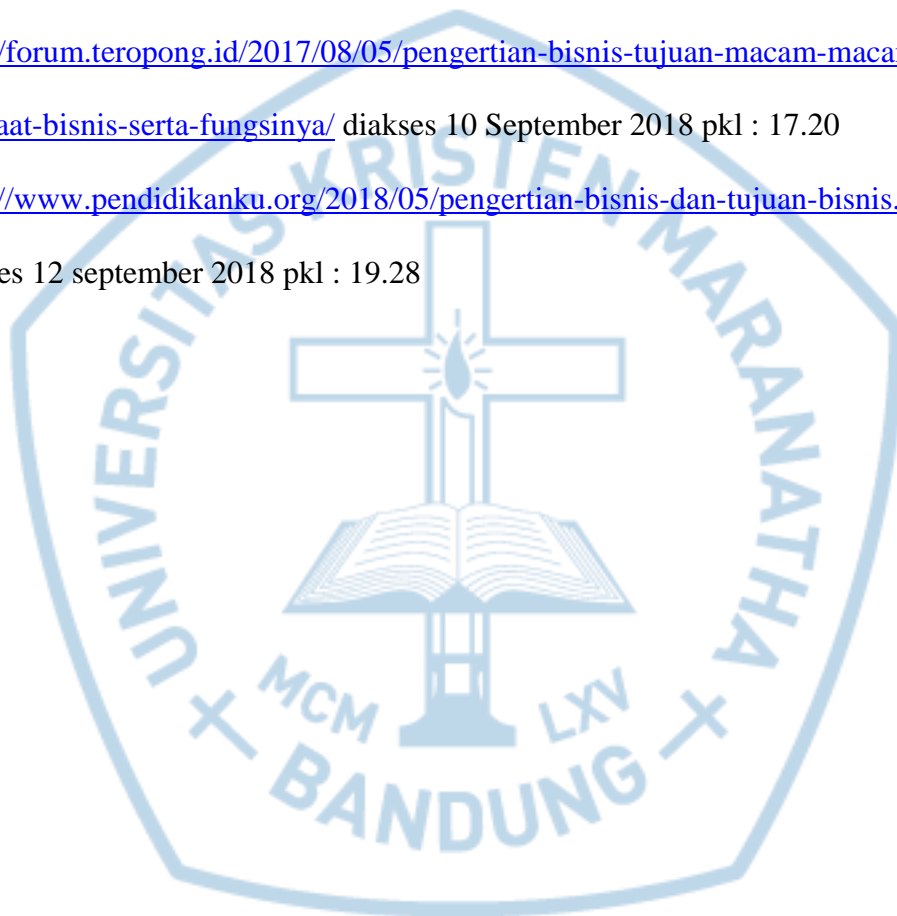 /forum.teropong.id/2017/08/05/pengertian-bisnis-tujuan-macam-maca
aat-bisnis-serta-fungsinya/ diakses 10 September 2018 pkl : 17.20
//www.pendidikanku.org/2018/05/pengertian-bisnis-dan-tujuan-bisnis.
es 12 september 2018 pkl : 19.28
UNIVERSITAS KRISTEN MARANATHA
MCM LXV
BANDUNG